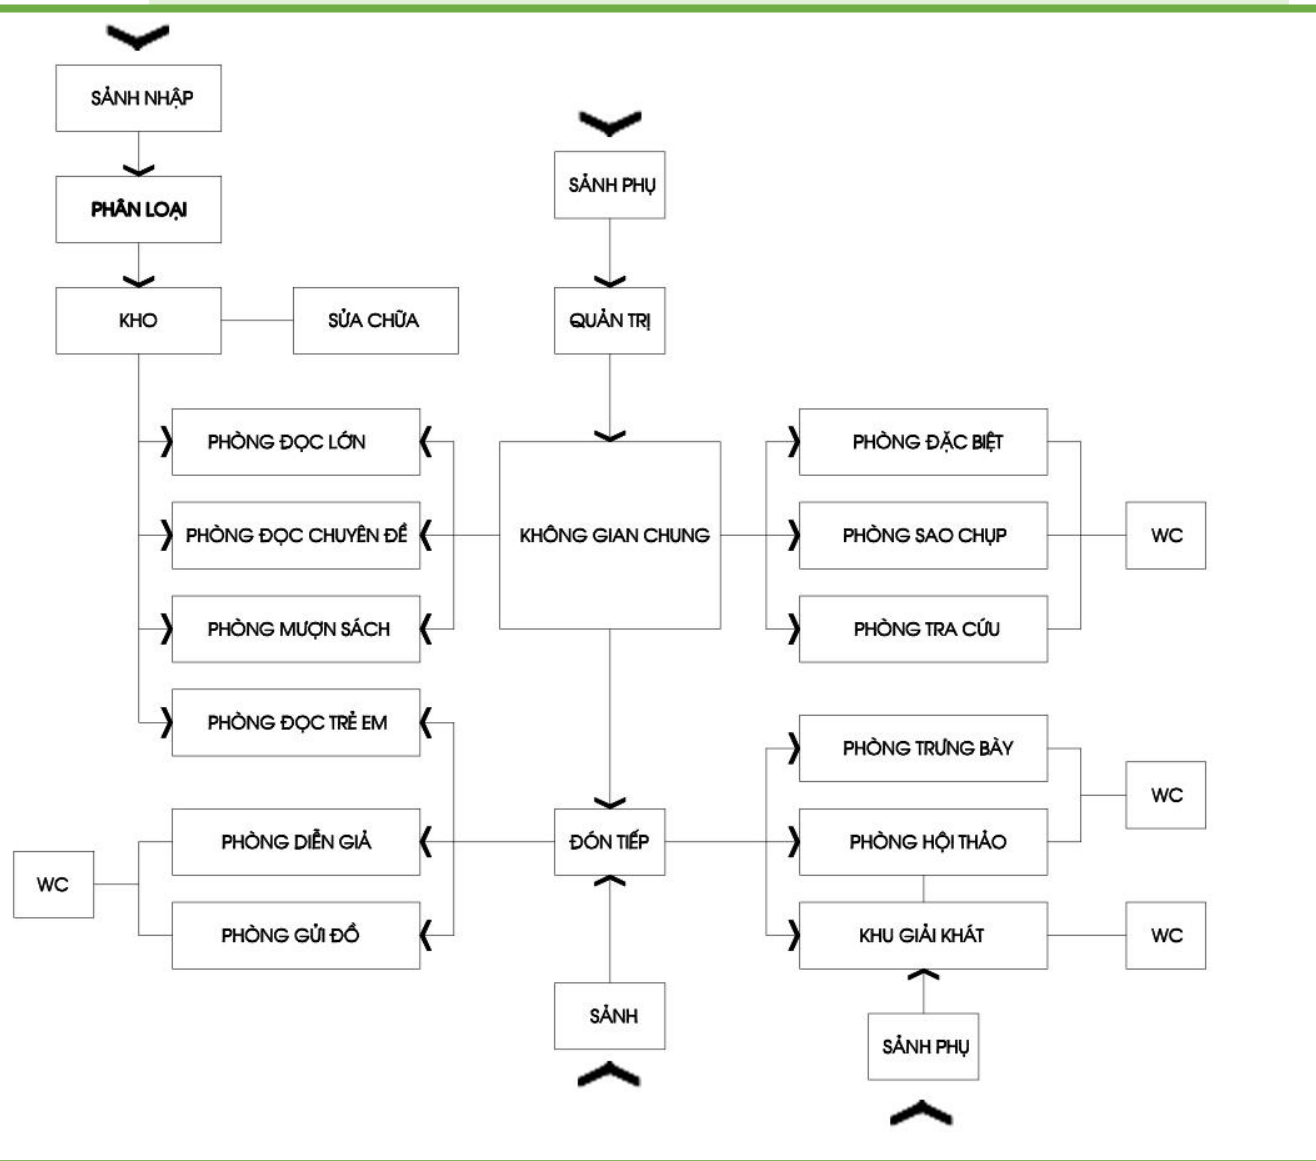 SẢNH NHẬP
SẢNH PHỤ
PHÂN LOẠI
KHO
SỬA CHỮA
QUẢN TRỊ
PHÒNG ĐỌC LỚN
PHÒNG ĐẶC BIỆT
PHÒNG ĐỌC CHUYÊN ĐỀ
KHÔNG GIAN CHUNG
PHÒNG SAO CHỤP
WC
PHÒNG MƯỢN SÁCH
PHÒNG TRA CỨU
PHÒNG ĐỌC TRẺ EM
PHÒNG TRƯNG BÀY
WC
PHÒNG DIỄN GIẢ
ĐÓN TIẾP
PHÒNG HỘI THẢO
WC
PHÒNG GỬI ĐỒ
KHU GIẢI KHÁT
WC
SẢNH
SẢNH PHỤ